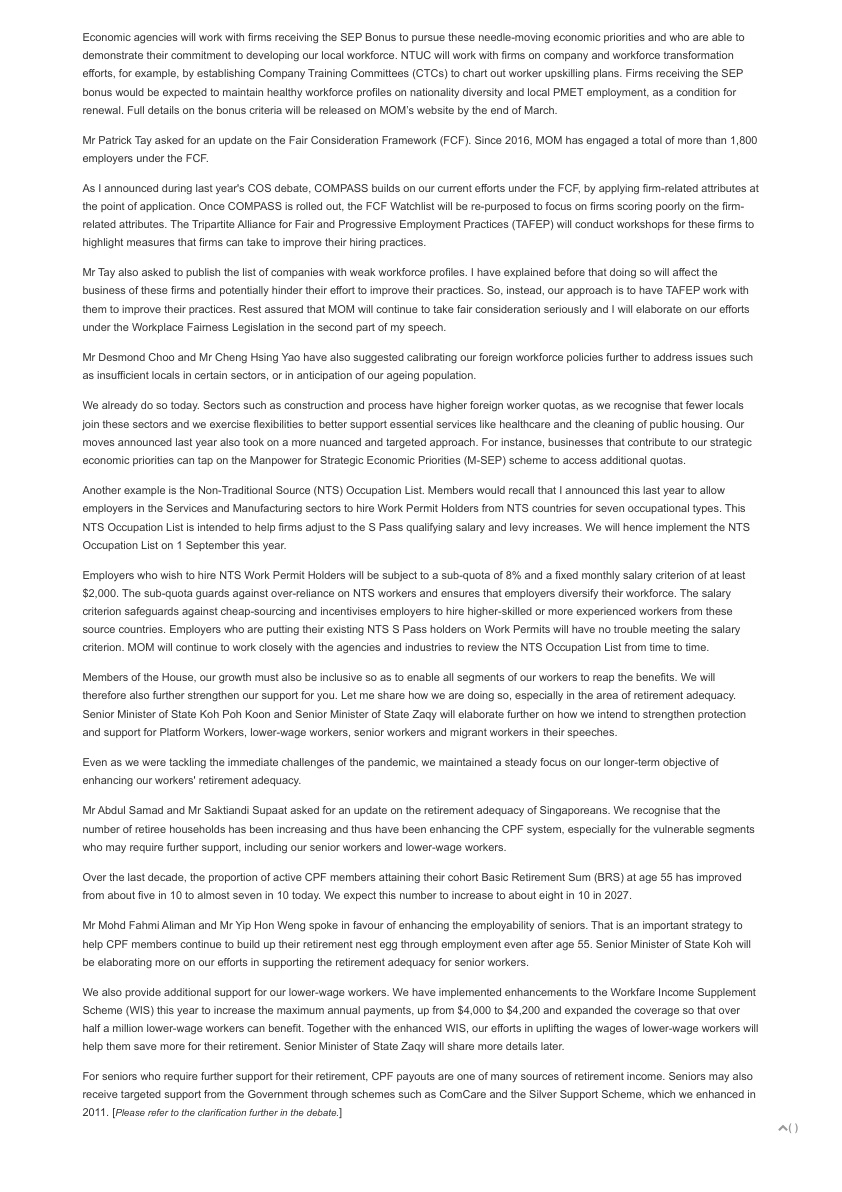 Economic agencies will work with firms receiving the SEP Bonus to pursue these needle-moving economic priorities and who are able to
demonstrate their commitment to developing our local workforce. NTUC will work with firms on company and workforce transformation
efforts, for example, by establishing Company Training Committees (CTCs) to chart out worker upskilling plans. Firms receiving the SEP
bonus would be expected to maintain healthy workforce profiles on nationality diversity and local PMET employment, as a condition for
renewal. Full details on the bonus criteria will be released on MOM's website by the end of March.
Mr Patrick Tay asked for an update on the Fair Consideration Framework (FCF). Since 2016, MOM has engaged a total of more than 1,800
employers under the FCF.
As I announced during last year's COS debate, COMPASS builds on our current efforts under the FCF, by applying firm-related attributes at
the point of application. Once COMPASS is rolled out, the FCF Watchlist will be re-purposed to focus on firms scoring poorly on the firm-
related attributes. The Tripartite Alliance for Fair and Progressive Employment Practices (TAFEP) will conduct workshops for these firms to
highlight measures that firms can take to improve their hiring practices.
Mr Tay also asked to publish the list of companies with weak workforce profiles. I have explained before that doing so will affect the
business of these firms and potentially hinder their effort to improve their practices. So, instead, our approach is to have TAFEP work with
them to improve their practices. Rest assured that MOM will continue to take fair consideration seriously and I will elaborate on our efforts
under the Workplace Fairness Legislation in the second part of my speech.
Mr Desmond Choo and Mr Cheng Hsing Yao have also suggested calibrating our foreign workforce policies further to address issues such
as insufficient locals in certain sectors, or in anticipation of our ageing population.
We already do so today. Sectors such as construction and process have higher foreign worker quotas, as we recognise that fewer locals
join these sectors and we exercise flexibilities to better support essential services like healthcare and the cleaning of public housing. Our
moves announced last year also took on a more nuanced and targeted approach. For instance, businesses that contribute to our strategic
economic priorities can tap on the Manpower for Strategic Economic Priorities (M-SEP) scheme to access additional quotas.
Another example is the Non-Traditional Source (NTS) Occupation List. Members would recall that I announced this last year to allow
employers in the Services and Manufacturing sectors to hire Work Permit Holders from NTS countries for seven occupational types. This
NTS Occupation List is intended to help firms adjust to the S Pass qualifying salary and levy increases. We will hence implement the NTS
Occupation List on 1 September this year.
Employers who wish to hire NTS Work Permit Holders will be subject to a sub-quota of 8% and a fixed monthly salary criterion of at least
$2,000. The sub-quota guards against over-reliance on NTS workers and ensures that employers diversify their workforce. The salary
criterion safeguards against cheap-sourcing and incentivises employers to hire higher-skilled or more experienced workers from these
source countries. Employers who are putting their existing NTS S Pass holders on Work Permits will have no trouble meeting the salary
criterion. MOM will continue to work closely with the agencies and industries to review the NTS Occupation List from time to time.
Members of the House, our growth must also be inclusive so as to enable all segments of our workers to reap the benefits. We will
therefore also further strengthen our support for you. Let me share how we are doing so, especially in the area of retirement adequacy.
Senior Minister of State Koh Poh Koon and Senior Minister of State Zaqy will elaborate further on how we intend to strengthen protection
and support for Platform Workers, lower-wage workers, senior workers and migrant workers in their speeches.
Even as we were tackling the immediate challenges of the pandemic, we maintained a steady focus on our longer-term objective of
enhancing our workers' retirement adequacy.
Mr Abdul Samad and Mr Saktiandi Supaat asked for an update on the retirement adequacy of Singaporeans. We recognise that the
number of retiree households has been increasing and thus have been enhancing the CPF system, especially for the vulnerable segments
who may require further support, including our senior workers and lower-wage workers.
Over the last decade, the proportion of active CPF members attaining their cohort Basic Retirement Sum (BRS) at age 55 has improved
from about five in 10 to almost seven in 10 today. We expect this number to increase to about eight in 10 in 2027.
Mr Mohd Fahmi Aliman and Mr Yip Hon Weng spoke in favour of enhancing the employability of seniors. That is an important strategy to
help CPF members continue to build up their retirement nest egg through employment even after age 55. Senior Minister of State Koh will
be elaborating more on our efforts in supporting the retirement adequacy for senior workers.
We also provide additional support for our lower-wage workers. We have implemented enhancements to the Workfare Income Supplement
Scheme (WIS) this year to increase the maximum annual payments, up from $4,000 to $4,200 and expanded the coverage so that over
half a million lower-wage workers can benefit. Together with the enhanced WIS, our efforts in uplifting the wages of lower-wage workers will
help them save more for their retirement. Senior Minister of State Zaqy will share more details later.
For seniors who require further support for their retirement, CPF payouts are one of many sources of retirement income. Seniors may also
receive targeted support from the Government through schemes such as ComCare and the Silver Support Scheme, which we enhanced in
2011. [Please refer to the clarification further in the debate.]
( )